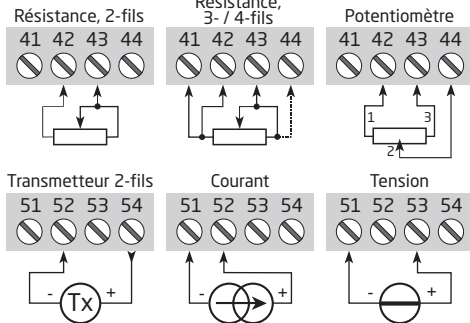 Résistance, 2-fils
Résistance,
3- / 4-fils
Potentiomètre
41 42 43 44
41 42 43 44
41 42 43 44
1
3
2
Transmetteur 2-fils
Courant
Tension
51 52 53 54
51 52 53 54
51 52 53 54
- Tx +
- +
- +